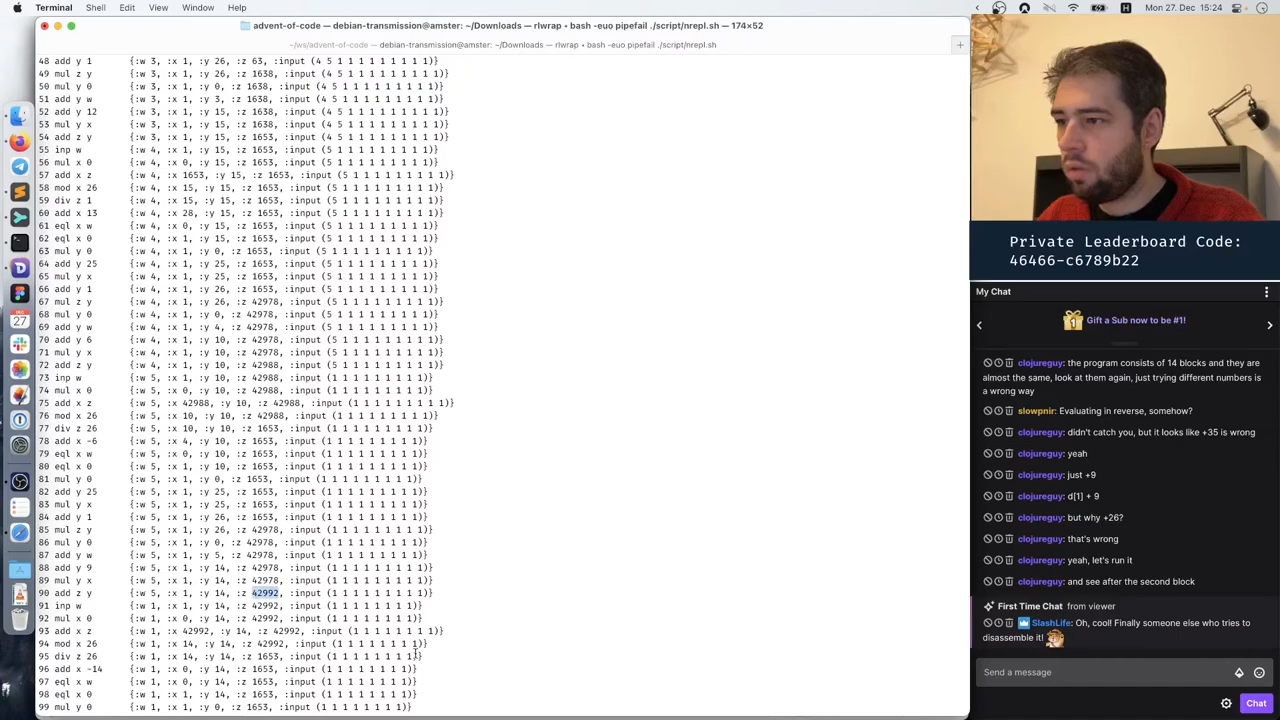 Terminal Shell Edit View Window Help
Mon 27. Dec 15:24
advent-of-code — debian-transmission@amster: ~/Downloads — rlwrap • bash -euo pipefail ./script/nrepl.sh — 174×52
~/ws/advent-of-code — debian-transmission@amster: ~/Downloads — rlwrap • bash -euo pipefail ./script/nrepl.sh
48 add y 1 {:w 3, :x 1, :y 26, :z 63, :input (4 5 1 1 1 1 1 1 1 1 1)}
49 mul z y {:w 3, :x 1, :y 26, :z 1638, :input (4 5 1 1 1 1 1 1 1 1 1)}
50 mul y 0 {:w 3, :x 1, :y 0, :z 1638, :input (4 5 1 1 1 1 1 1 1 1 1)}
51 add y w {:w 3, :x 1, :y 3, :z 1638, :input (4 5 1 1 1 1 1 1 1 1 1)}
52 add y 12 {:w 3, :x 1, :y 15, :z 1638, :input (4 5 1 1 1 1 1 1 1 1 1)}
53 mul y x {:w 3, :x 1, :y 15, :z 1638, :input (4 5 1 1 1 1 1 1 1 1 1)}
54 add z y {:w 3, :x 1, :y 15, :z 1653, :input (4 5 1 1 1 1 1 1 1 1 1)}
55 inp w {:w 4, :x 1, :y 15, :z 1653, :input (5 1 1 1 1 1 1 1 1 1)}
56 mul x 0 {:w 4, :x 0, :y 15, :z 1653, :input (5 1 1 1 1 1 1 1 1 1)}
57 add x z {:w 4, :x 1653, :y 15, :z 1653, :input (5 1 1 1 1 1 1 1 1 1)}
58 mod x 26 {:w 4, :x 15, :y 15, :z 1653, :input (5 1 1 1 1 1 1 1 1 1)}
59 div z 1 {:w 4, :x 15, :y 15, :z 1653, :input (5 1 1 1 1 1 1 1 1 1)}
60 add x 13 {:w 4, :x 28, :y 15, :z 1653, :input (5 1 1 1 1 1 1 1 1 1)}
61 eql x w {:w 4, :x 0, :y 15, :z 1653, :input (5 1 1 1 1 1 1 1 1 1)}
62 eql x 0 {:w 4, :x 1, :y 15, :z 1653, :input (5 1 1 1 1 1 1 1 1 1)}
63 mul y 0 {:w 4, :x 1, :y 0, :z 1653, :input (5 1 1 1 1 1 1 1 1 1)}
64 add y 25 {:w 4, :x 1, :y 25, :z 1653, :input (5 1 1 1 1 1 1 1 1 1)}
65 mul y x {:w 4, :x 1, :y 25, :z 1653, :input (5 1 1 1 1 1 1 1 1 1)}
66 add y 1 {:w 4, :x 1, :y 26, :z 1653, :input (5 1 1 1 1 1 1 1 1 1)}
67 mul z y {:w 4, :x 1, :y 26, :z 42978, :input (5 1 1 1 1 1 1 1 1 1)}
68 mul y 0 {:w 4, :x 1, :y 0, :z 42978, :input (5 1 1 1 1 1 1 1 1 1)}
69 add y w {:w 4, :x 1, :y 4, :z 42978, :input (5 1 1 1 1 1 1 1 1 1)}
70 add y 6 {:w 4, :x 1, :y 10, :z 42978, :input (5 1 1 1 1 1 1 1 1 1)}
71 mul y x {:w 4, :x 1, :y 10, :z 42978, :input (5 1 1 1 1 1 1 1 1 1)}
72 add z y {:w 4, :x 1, :y 10, :z 42988, :input (5 1 1 1 1 1 1 1 1 1)}
73 inp w {:w 5, :x 1, :y 10, :z 42988, :input (1 1 1 1 1 1 1 1 1)}
74 mul x 0 {:w 5, :x 0, :y 10, :z 42988, :input (1 1 1 1 1 1 1 1 1)}
75 add x z {:w 5, :x 42988, :y 10, :z 42988, :input (1 1 1 1 1 1 1 1 1)}
76 mod x 26 {:w 5, :x 10, :y 10, :z 42988, :input (1 1 1 1 1 1 1 1 1)}
77 div z 26 {:w 5, :x 10, :y 10, :z 1653, :input (1 1 1 1 1 1 1 1 1)}
78 add x -6 {:w 5, :x 4, :y 10, :z 1653, :input (1 1 1 1 1 1 1 1 1)}
79 eql x w {:w 5, :x 0, :y 10, :z 1653, :input (1 1 1 1 1 1 1 1 1)}
80 eql x 0 {:w 5, :x 1, :y 10, :z 1653, :input (1 1 1 1 1 1 1 1 1)}
81 mul y 0 {:w 5, :x 1, :y 0, :z 1653, :input (1 1 1 1 1 1 1 1 1)}
82 add y 25 {:w 5, :x 1, :y 25, :z 1653, :input (1 1 1 1 1 1 1 1 1)}
83 mul y x {:w 5, :x 1, :y 25, :z 1653, :input (1 1 1 1 1 1 1 1 1)}
84 add y 1 {:w 5, :x 1, :y 26, :z 1653, :input (1 1 1 1 1 1 1 1 1)}
85 mul z y {:w 5, :x 1, :y 26, :z 42978, :input (1 1 1 1 1 1 1 1 1)}
86 mul y 0 {:w 5, :x 1, :y 0, :z 42978, :input (1 1 1 1 1 1 1 1 1)}
87 add y w {:w 5, :x 1, :y 5, :z 42978, :input (1 1 1 1 1 1 1 1 1)}
88 add y 9 {:w 5, :x 1, :y 14, :z 42978, :input (1 1 1 1 1 1 1 1 1)}
89 mul y x {:w 5, :x 1, :y 14, :z 42978, :input (1 1 1 1 1 1 1 1 1)}
90 add z y {:w 5, :x 1, :y 14, :z 42992, :input (1 1 1 1 1 1 1 1 1)}
91 inp w {:w 1, :x 1, :y 14, :z 42992, :input (1 1 1 1 1 1 1 1)}
92 mul x 0 {:w 1, :x 0, :y 14, :z 42992, :input (1 1 1 1 1 1 1 1)}
93 add x z {:w 1, :x 42992, :y 14, :z 42992, :input (1 1 1 1 1 1 1 1)}
94 mod x 26 {:w 1, :x 14, :y 14, :z 42992, :input (1 1 1 1 1 1 1 1)}
95 div z 26 {:w 1, :x 14, :y 14, :z 1653, :input (1 1 1 1 1 1 1 1)}
96 add x -14 {:w 1, :x 0, :y 14, :z 1653, :input (1 1 1 1 1 1 1 1)}
97 eql x w {:w 1, :x 0, :y 14, :z 1653, :input (1 1 1 1 1 1 1 1)}
98 eql x 0 {:w 1, :x 1, :y 14, :z 1653, :input (1 1 1 1 1 1 1 1)}
99 mul y 0 {:w 1, :x 1, :y 0, :z 1653, :input (1 1 1 1 1 1 1 1)}
Private Leaderboard Code:
46466-c6789b22
My Chat
Gift a Sub now to be #1!
clojureguy: the program consists of 14 blocks and they are
almost the same, look at them again, just trying different numbers is
a wrong way
slowpnir: Evaluating in reverse, somehow?
clojureguy: didn't catch you, but it looks like +35 is wrong
clojureguy: yeah
clojureguy: just +9
clojureguy: d[1] + 9
clojureguy: but why +26?
clojureguy: that's wrong
clojureguy: yeah, let's run it
clojureguy: and see after the second block
First Time Chat from viewer
SlashLife: Oh, cool! Finally someone else who tries to
disassemble it!
Send a message
Chat